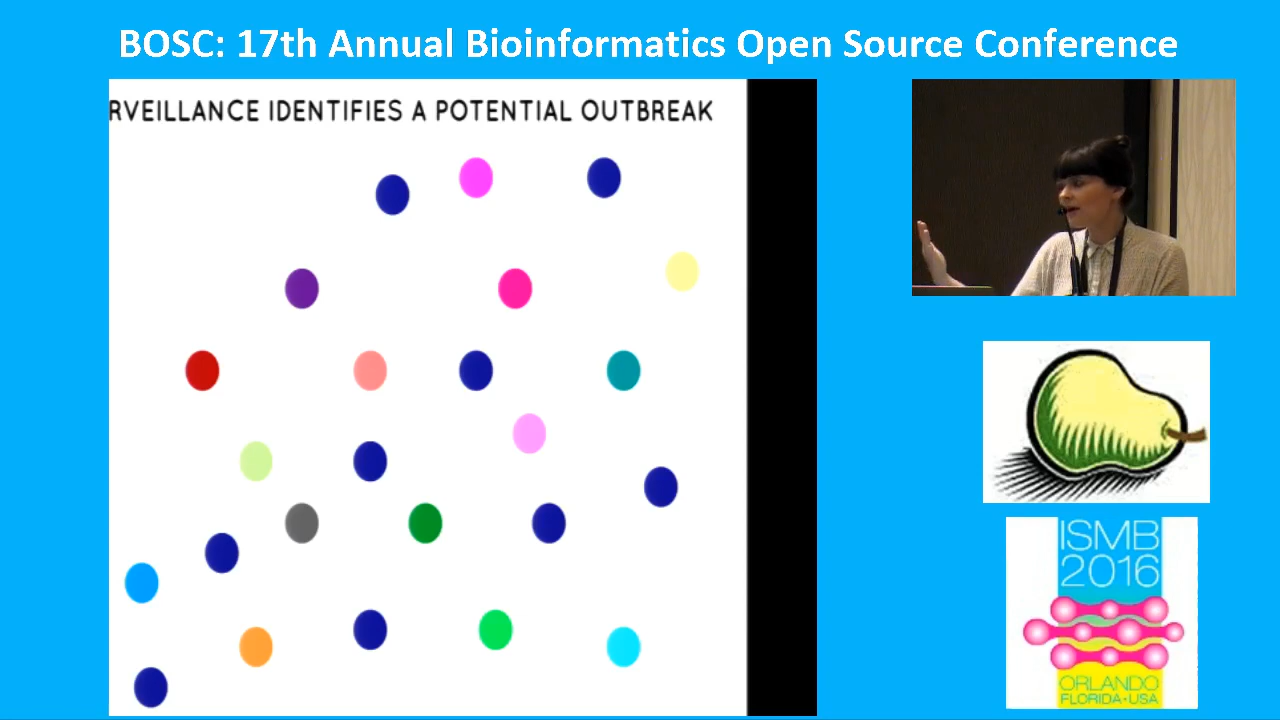 BOSC: 17th Annual Bioinformatics Open Source Conference
RVEILLANCE IDENTIFIES A POTENTIAL OUTBREAK
ISMB
2016
ORLANDO
FLORIDA•USA